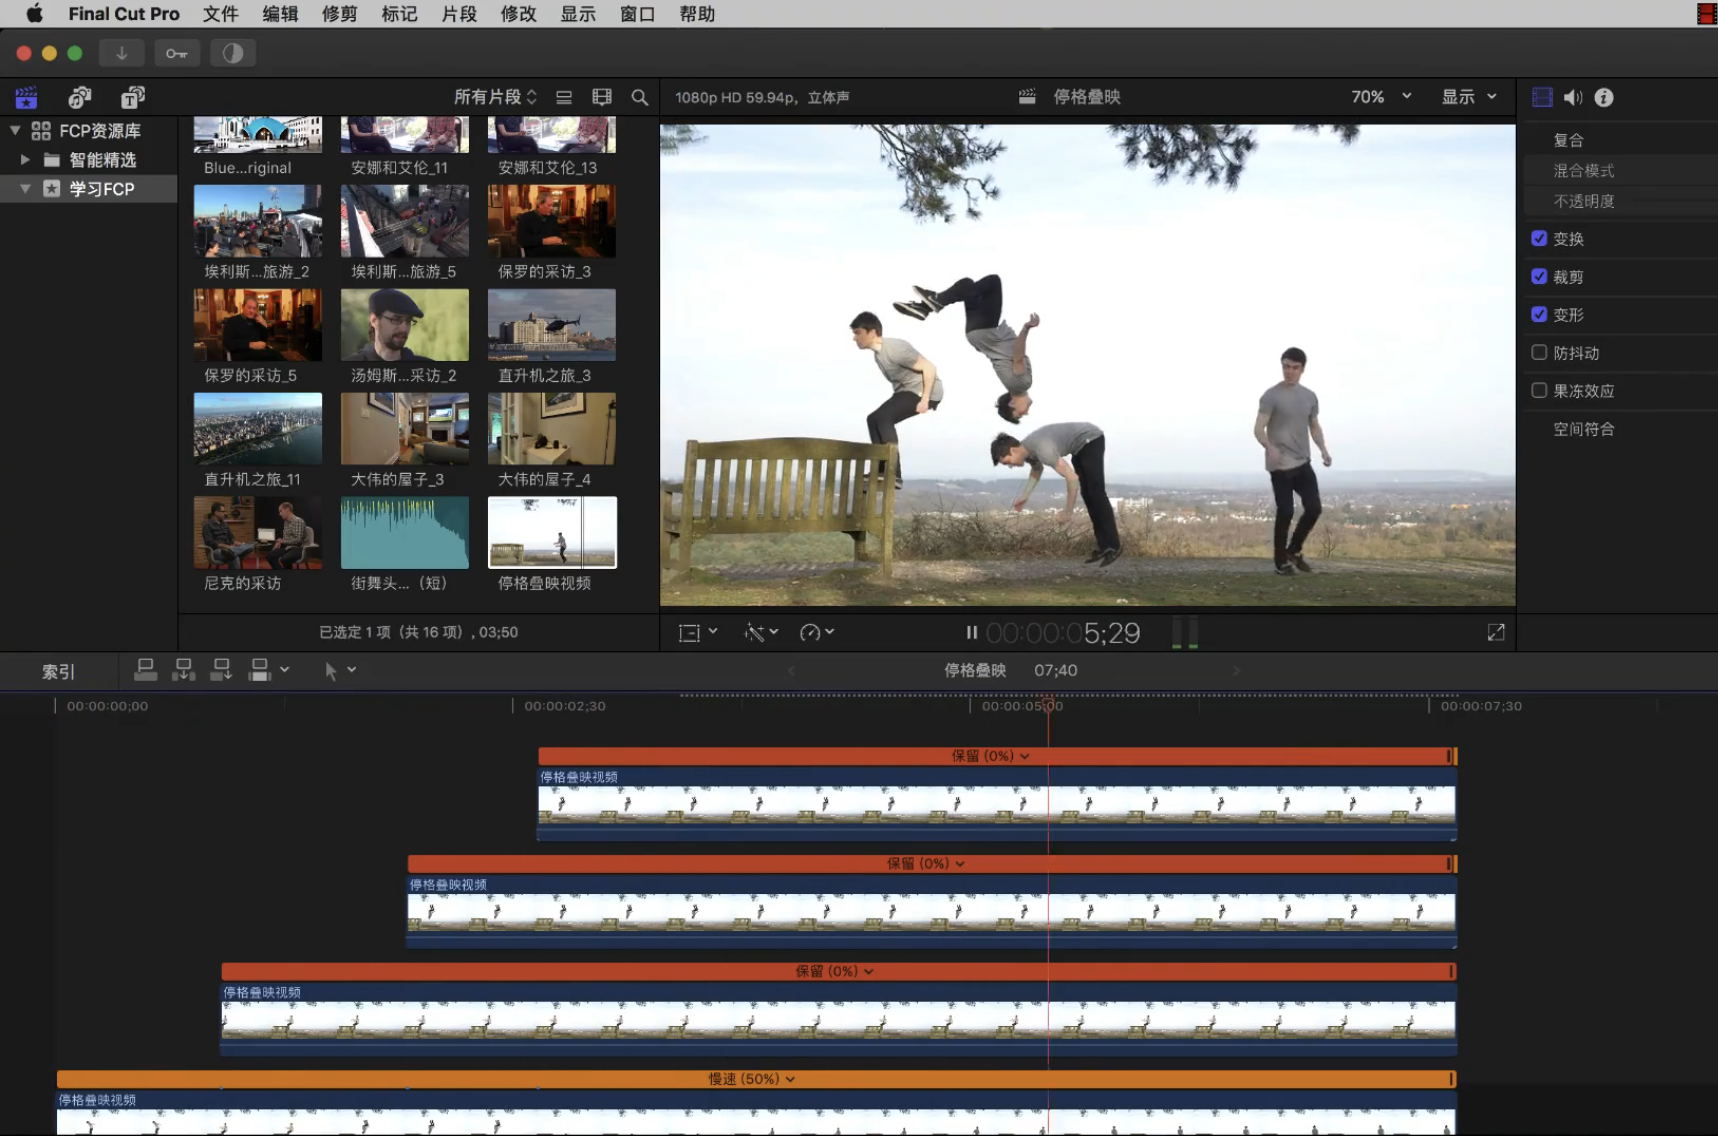 Final Cut Pro 文件 编辑 修剪 标记 片段 修改 显示 窗口 帮助
所有片段
1080p HD 59.94p, 立体声
停格叠映
70%
显示
FCP资源库
智能精选
学习FCP
Blue...riginal
安娜和艾伦_11
安娜和艾伦_13
埃利斯...旅游_2
埃利斯...旅游_5
保罗的采访_3
保罗的采访_5
汤姆斯...采访_2
直升机之旅_3
直升机之旅_11
大伟的屋子_3
大伟的屋子_4
尼克的采访
街舞头...（短）
停格叠映视频
已选定 1 项（共 16 项）, 03;50
00:00:05;29
复合
混合模式
不透明度
变换
裁剪
变形
防抖动
果冻效应
空间符合
索引
停格叠映 07;40
00:00:00;00
00:00:02;30
00:00:05;00
00:00:07;30
保留 (0%)
停格叠映视频
保留 (0%)
停格叠映视频
保留 (0%)
停格叠映视频
慢速 (50%)
停格叠映视频